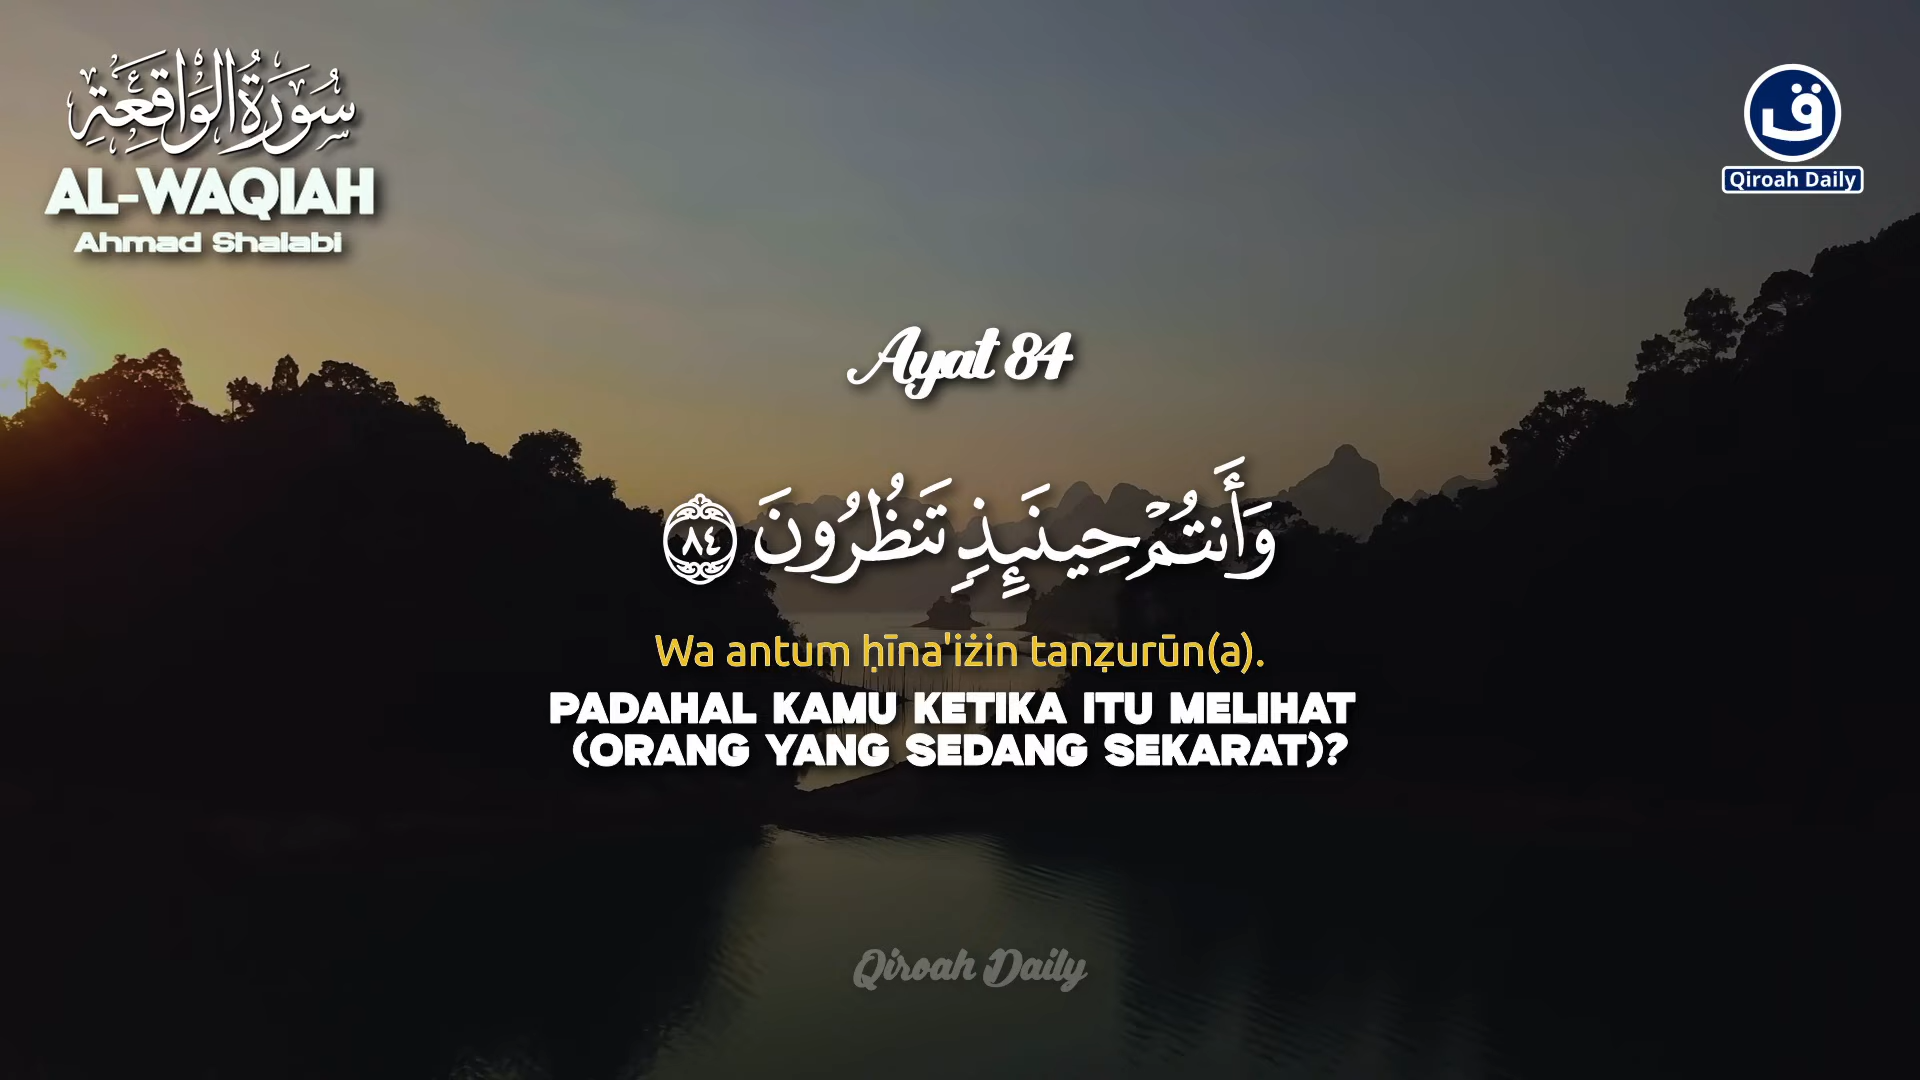 سُورَةُ الْوَاقِعَة
AL-WAQIAH
Ahmad Shalabi
ق
Qiroah Daily
Ayat 84
وَأَنتُمْ حِينَئِذٍ تَنظُرُونَ ٨٤
Wa antum ḥīna'iżin tanẓurūn(a).
PADAHAL KAMU KETIKA ITU MELIHAT
(ORANG YANG SEDANG SEKARAT)?
Qiroah Daily